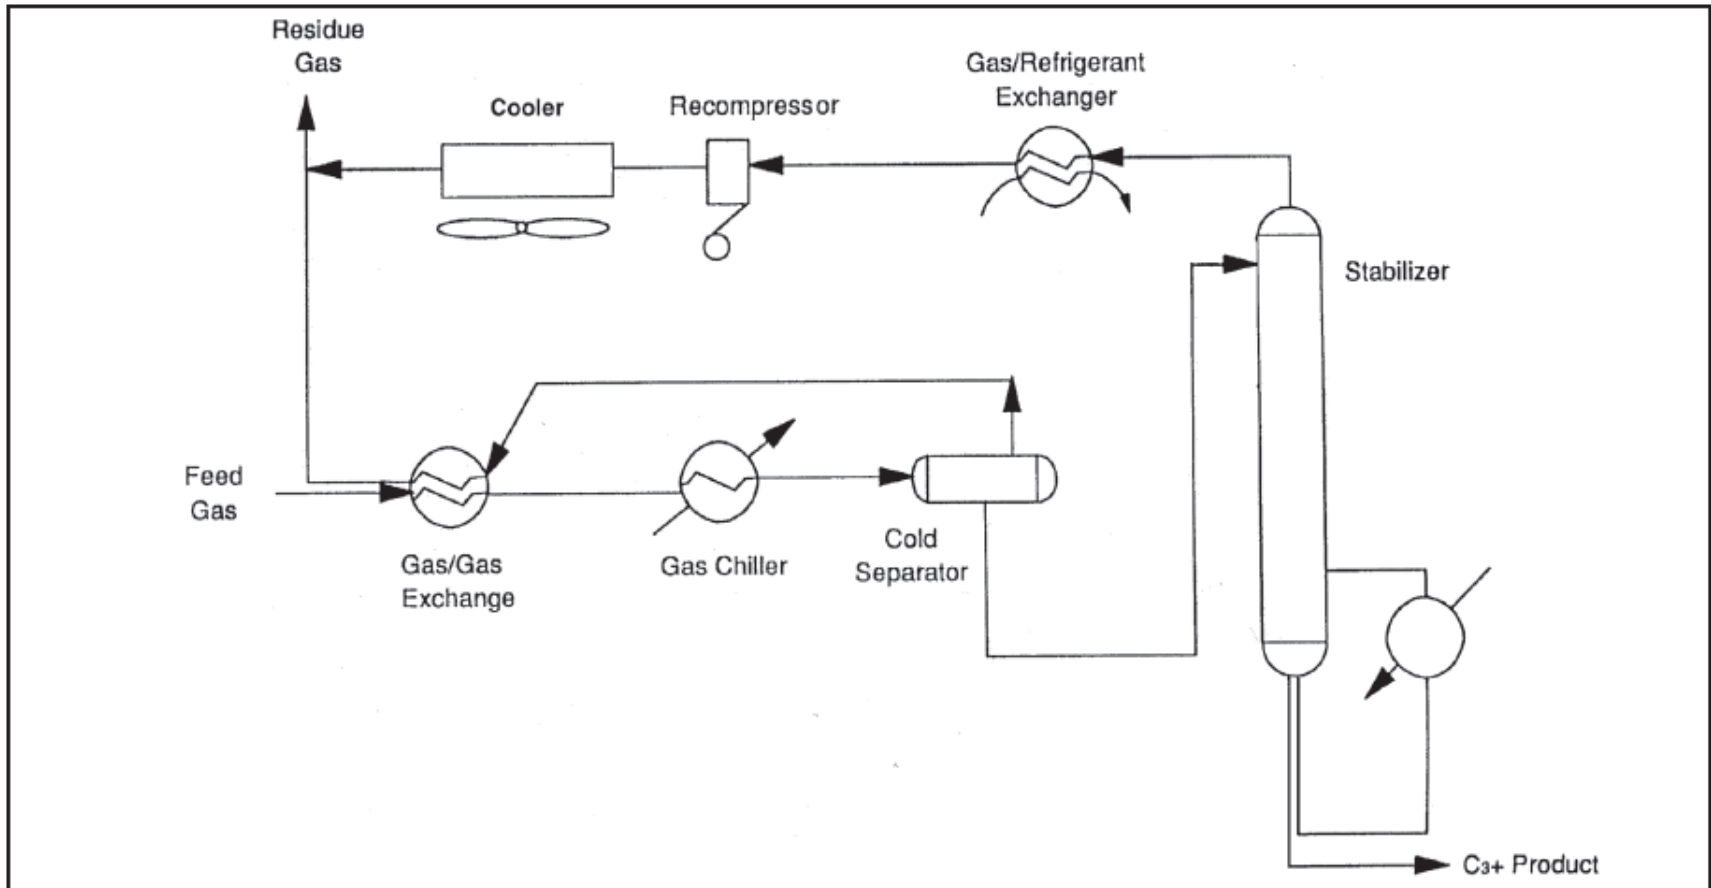 Residue
Gas
Cooler
Recompressor
Gas/Refrigerant
Exchanger
Stabilizer
Feed
Gas
Gas/Gas
Exchange
Gas Chiller
Cold
Separator
C₃+ Product